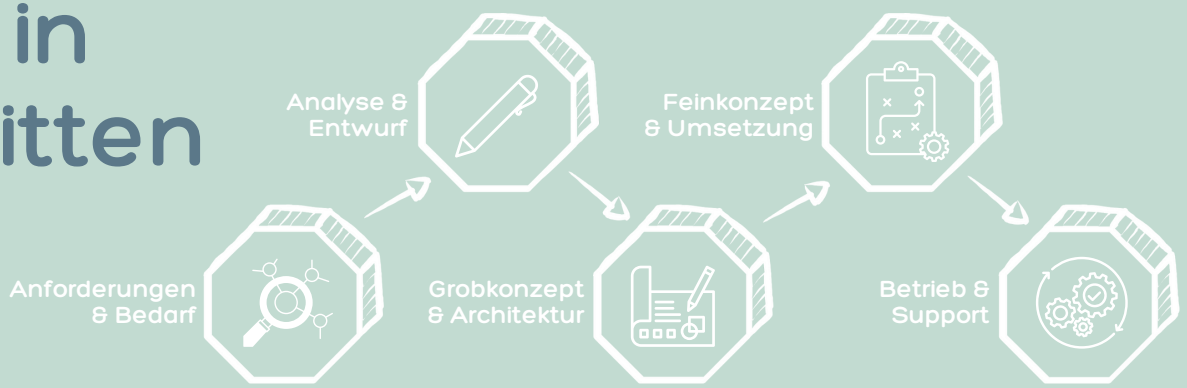 in
itten
Analyse &
Entwurf
Feinkonzept
& Umsetzung
Anforderungen
& Bedarf
Grobkonzept
& Architektur
Betrieb &
Support